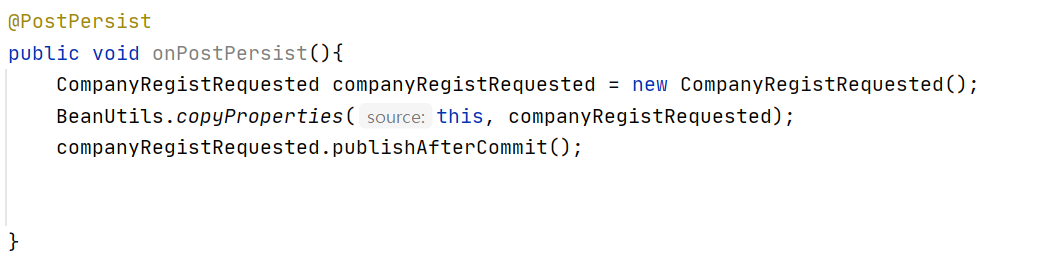 @PostPersist
public void onPostPersist(){
    CompanyRegistRequested companyRegistRequested = new CompanyRegistRequested();
    BeanUtils.copyProperties( source: this, companyRegistRequested);
    companyRegistRequested.publishAfterCommit();
}